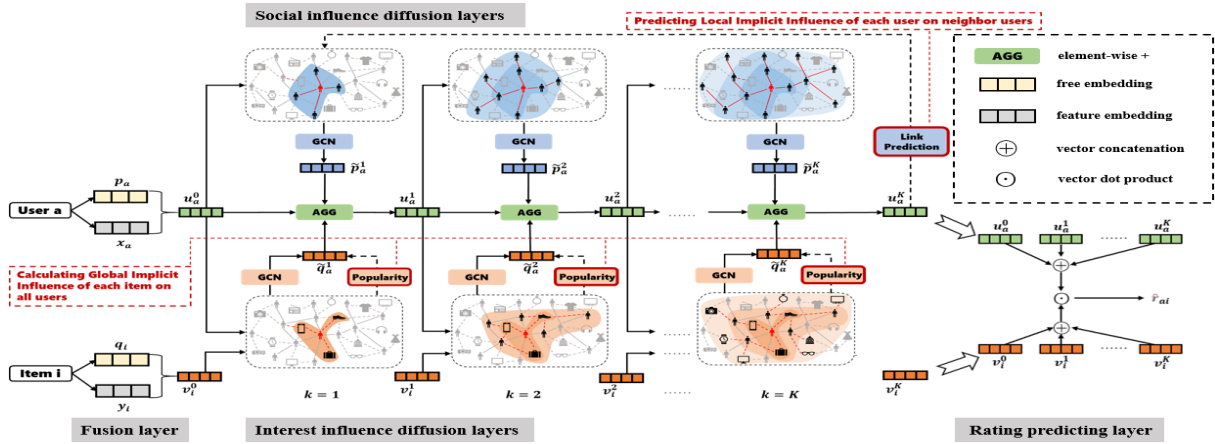 Social influence diffusion layers
Predicting Local Implicit Influence of each user on neighbor users
AGG element-wise +
free embedding
feature embedding
vector concatenation
vector dot product
GCN GCN GCN
Link
Prediction
p̃ₐ¹ p̃ₐ² p̃ₐᴷ
pₐ
User a
xₐ
uₐ⁰ AGG uₐ¹ AGG uₐ² ...... AGG uₐᴷ
uₐ⁰ uₐ¹ ...... uₐᴷ
Calculating Global Implicit
Influence of each item on
all users
GCN q̃ₐ¹ Popularity GCN q̃ₐ² Popularity GCN q̃ₐᴷ Popularity
r̂ₐᵢ
qᵢ
Item i
yᵢ
vᵢ⁰ vᵢ¹ vᵢ² ...... vᵢᴷ
vᵢ⁰ vᵢ¹ ...... vᵢᴷ
k = 1 k = 2 k = K
Fusion layer Interest influence diffusion layers Rating predicting layer